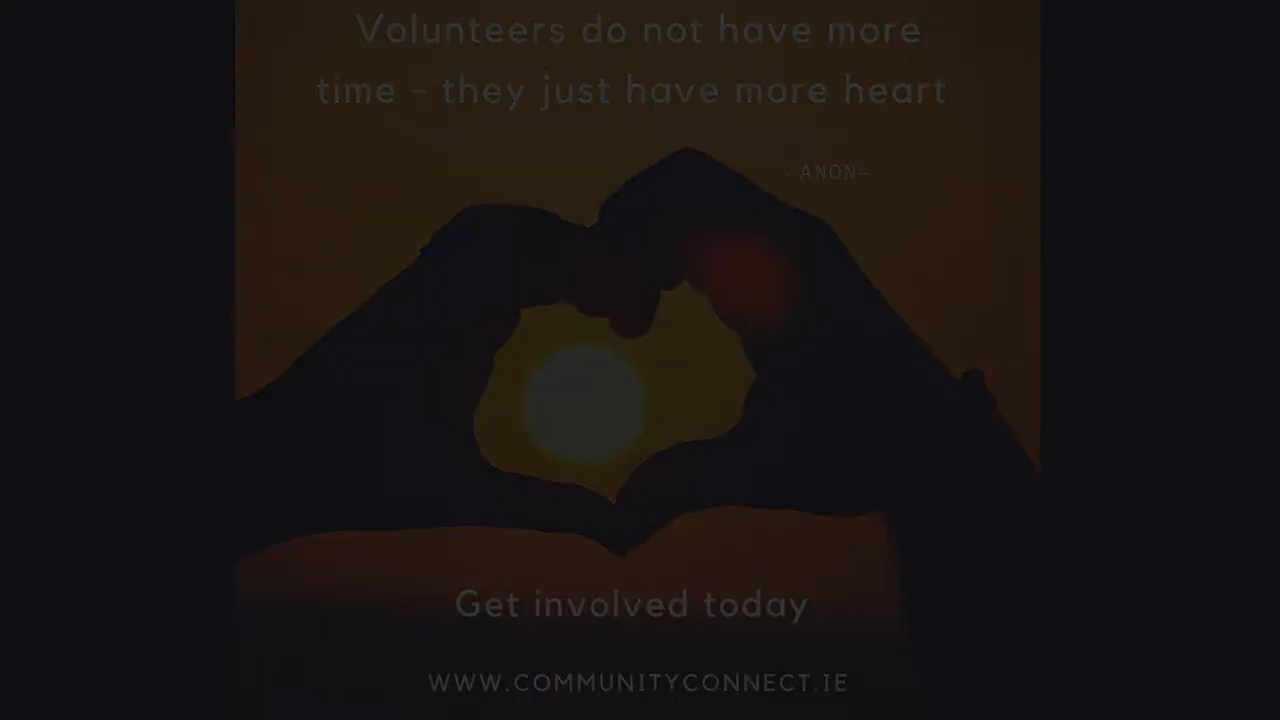 Volunteers do not have more
time - they just have more heart
- ANON-
Get involved today
WWW.COMMUNITYCONNECT.IE